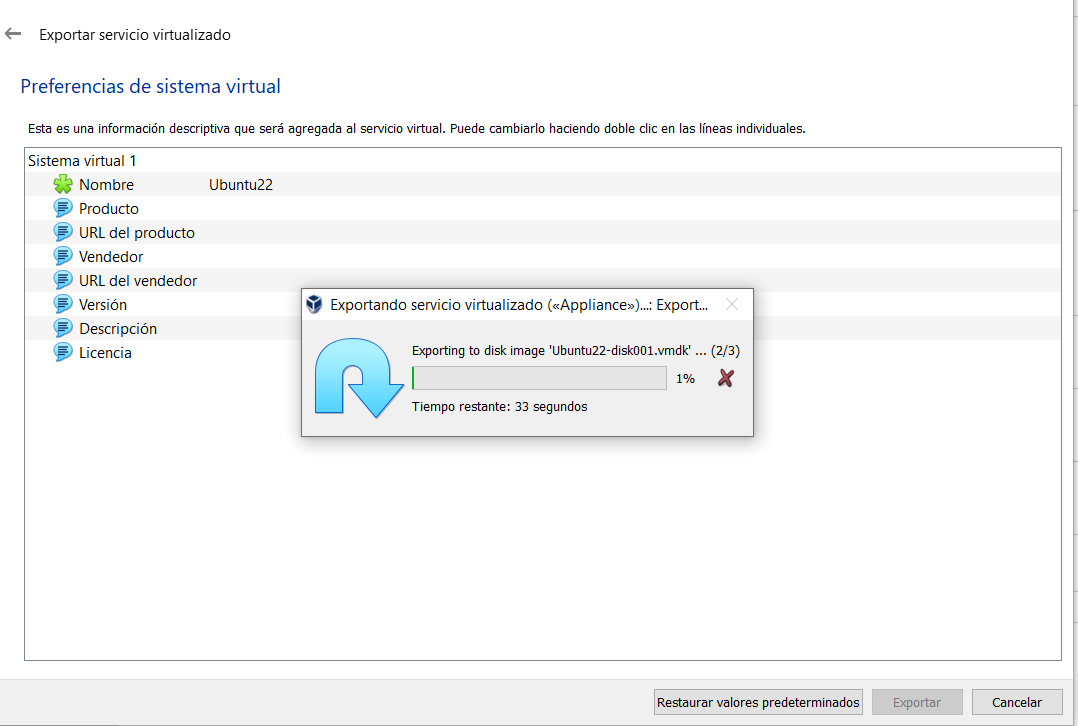 Exportar servicio virtualizado
Preferencias de sistema virtual
Esta es una información descriptiva que será agregada al servicio virtual. Puede cambiarlo haciendo doble clic en las líneas individuales.
Sistema virtual 1
Nombre Ubuntu22
Producto
URL del producto
Vendedor
URL del vendedor
Versión
Descripción
Licencia
Exportando servicio virtualizado («Appliance»)...: Export...
Exporting to disk image 'Ubuntu22-disk001.vmdk' ... (2/3)
1%
Tiempo restante: 33 segundos
Restaurar valores predeterminados Exportar Cancelar